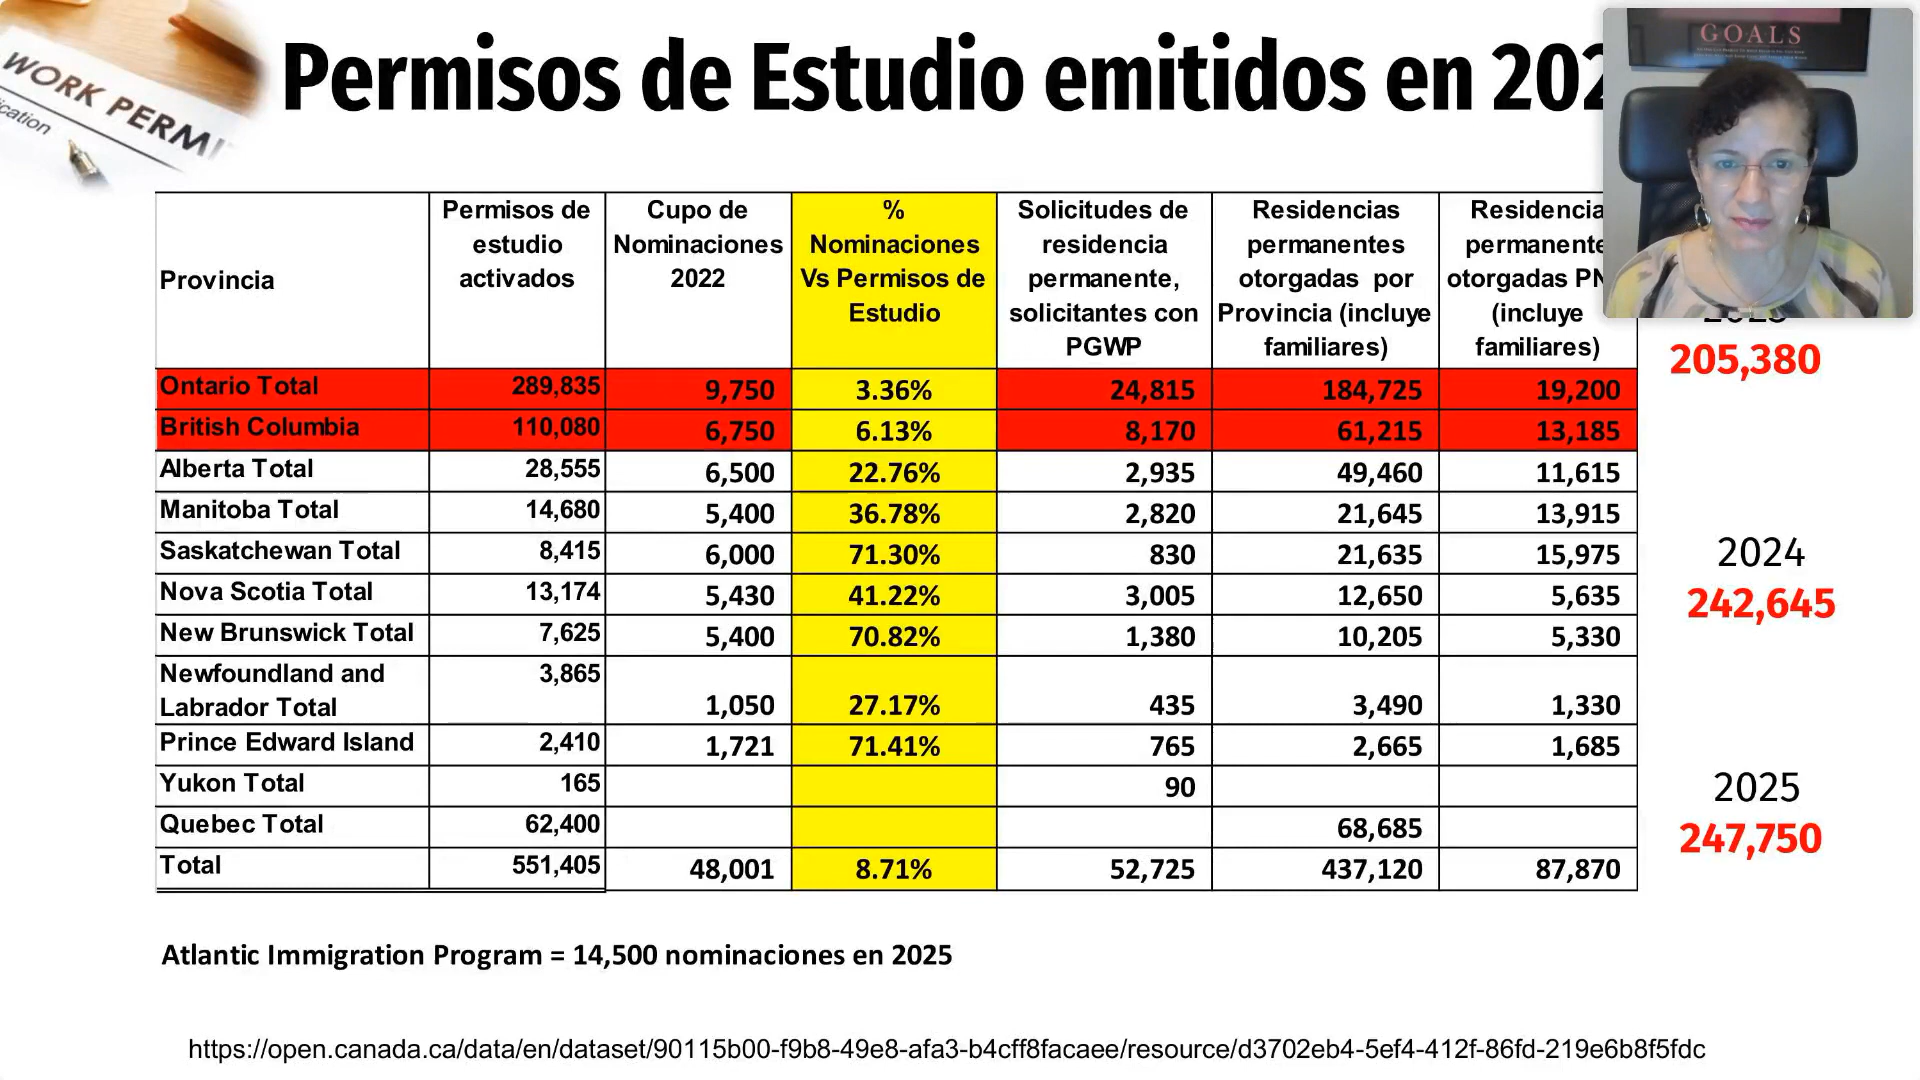 WORK PERMI
ication
Permisos de Estudio emitidos en 202
GOALS
Provincia
Permisos de
estudio
activados
Cupo de
Nominaciones
2022
%
Nominaciones
Vs Permisos de
Estudio
Solicitudes de
residencia
permanente,
solicitantes con
PGWP
Residencias
permanentes
otorgadas por
Provincia (incluye
familiares)
Residencia
permanente
otorgadas PN
(incluye
familiares)
205,380
Ontario Total 289,835 9,750 3.36% 24,815 184,725 19,200
British Columbia 110,080 6,750 6.13% 8,170 61,215 13,185
Alberta Total 28,555 6,500 22.76% 2,935 49,460 11,615
Manitoba Total 14,680 5,400 36.78% 2,820 21,645 13,915
Saskatchewan Total 8,415 6,000 71.30% 830 21,635 15,975
2024
Nova Scotia Total 13,174 5,430 41.22% 3,005 12,650 5,635
242,645
New Brunswick Total 7,625 5,400 70.82% 1,380 10,205 5,330
Newfoundland and
Labrador Total 3,865 1,050 27.17% 435 3,490 1,330
Prince Edward Island 2,410 1,721 71.41% 765 2,665 1,685
Yukon Total 165 90
2025
Quebec Total 62,400 68,685
247,750
Total 551,405 48,001 8.71% 52,725 437,120 87,870
Atlantic Immigration Program = 14,500 nominaciones en 2025
https://open.canada.ca/data/en/dataset/90115b00-f9b8-49e8-afa3-b4cff8facaee/resource/d3702eb4-5ef4-412f-86fd-219e6b8f5fdc